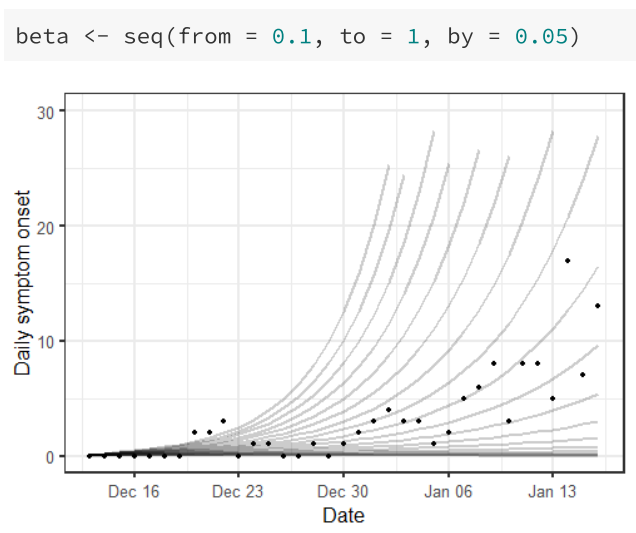 beta <- seq(from = 0.1, to = 1, by = 0.05)
30
20
10
0
Daily symptom onset
Dec 16
Dec 23
Dec 30
Jan 06
Jan 13
Date